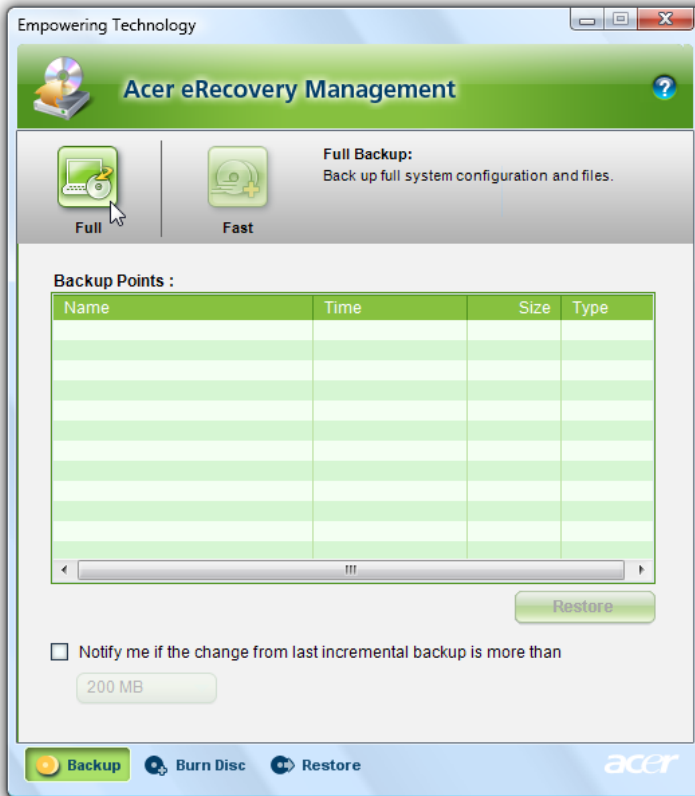 Empowering Technology
Acer eRecovery Management
Full Backup:
Back up full system configuration and files.
Full
Fast
Backup Points :
Name Time Size Type
Restore
Notify me if the change from last incremental backup is more than
200 MB
Backup Burn Disc Restore acer